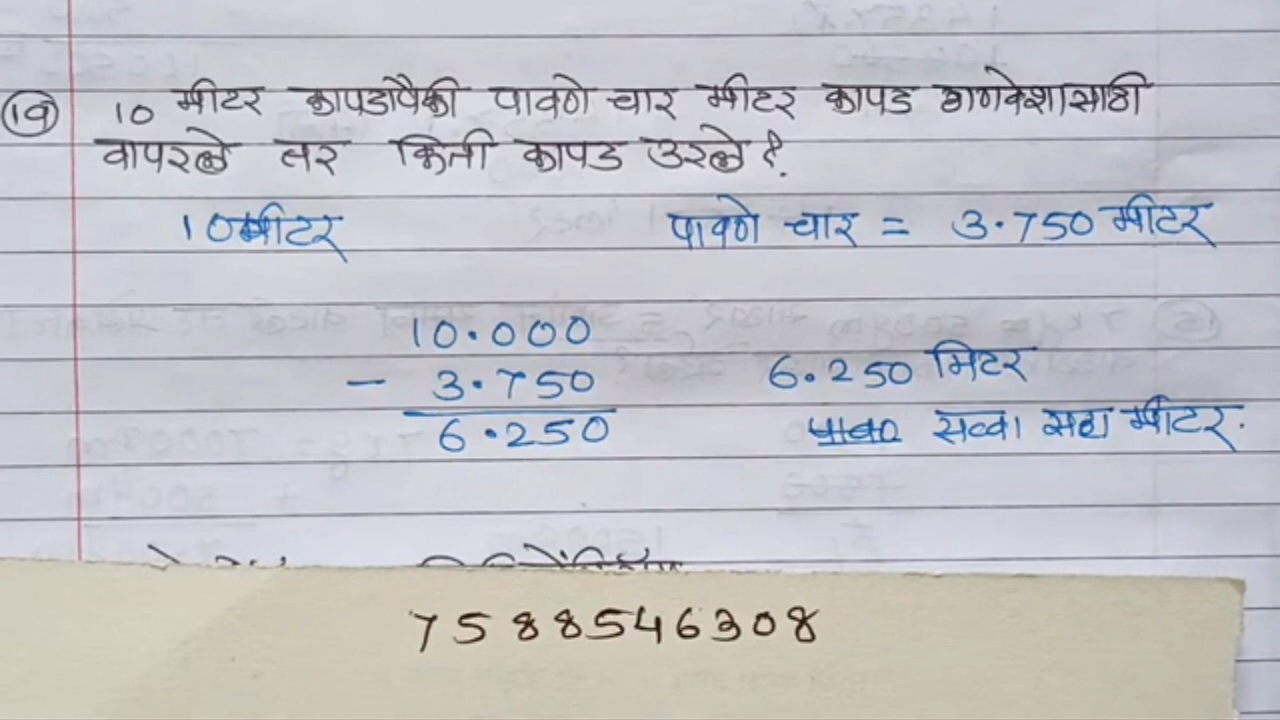 19 10 मीटर कापडापैकी पावणे चार मीटर कापड गणवेशासाठी
वापरले तर किती कापड उरले ?
10 मीटर पावणे चार = 3.750 मीटर
10.000
- 3.750
6.250
6.250 मिटर
सव्वा सहा मीटर.
7588546308